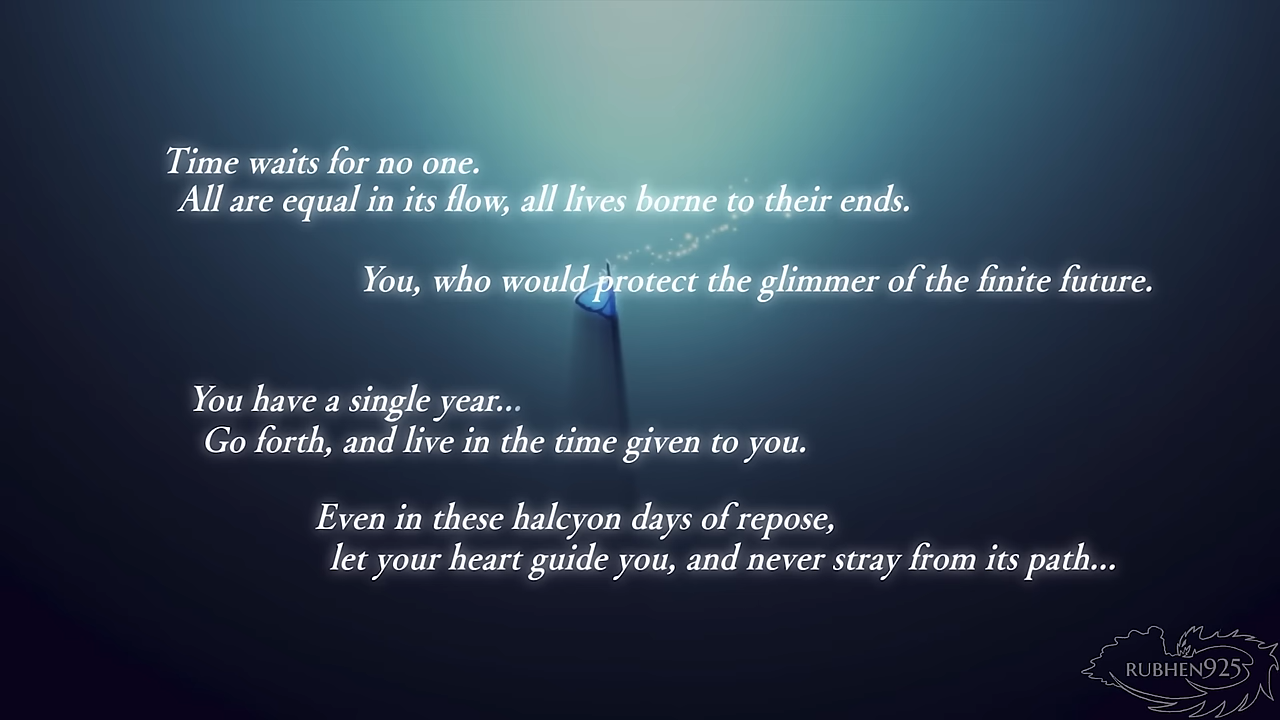 Time waits for no one.
All are equal in its flow, all lives borne to their ends.
You, who would protect the glimmer of the finite future.
You have a single year...
Go forth, and live in the time given to you.
Even in these halcyon days of repose,
let your heart guide you, and never stray from its path...
RUBHEN925